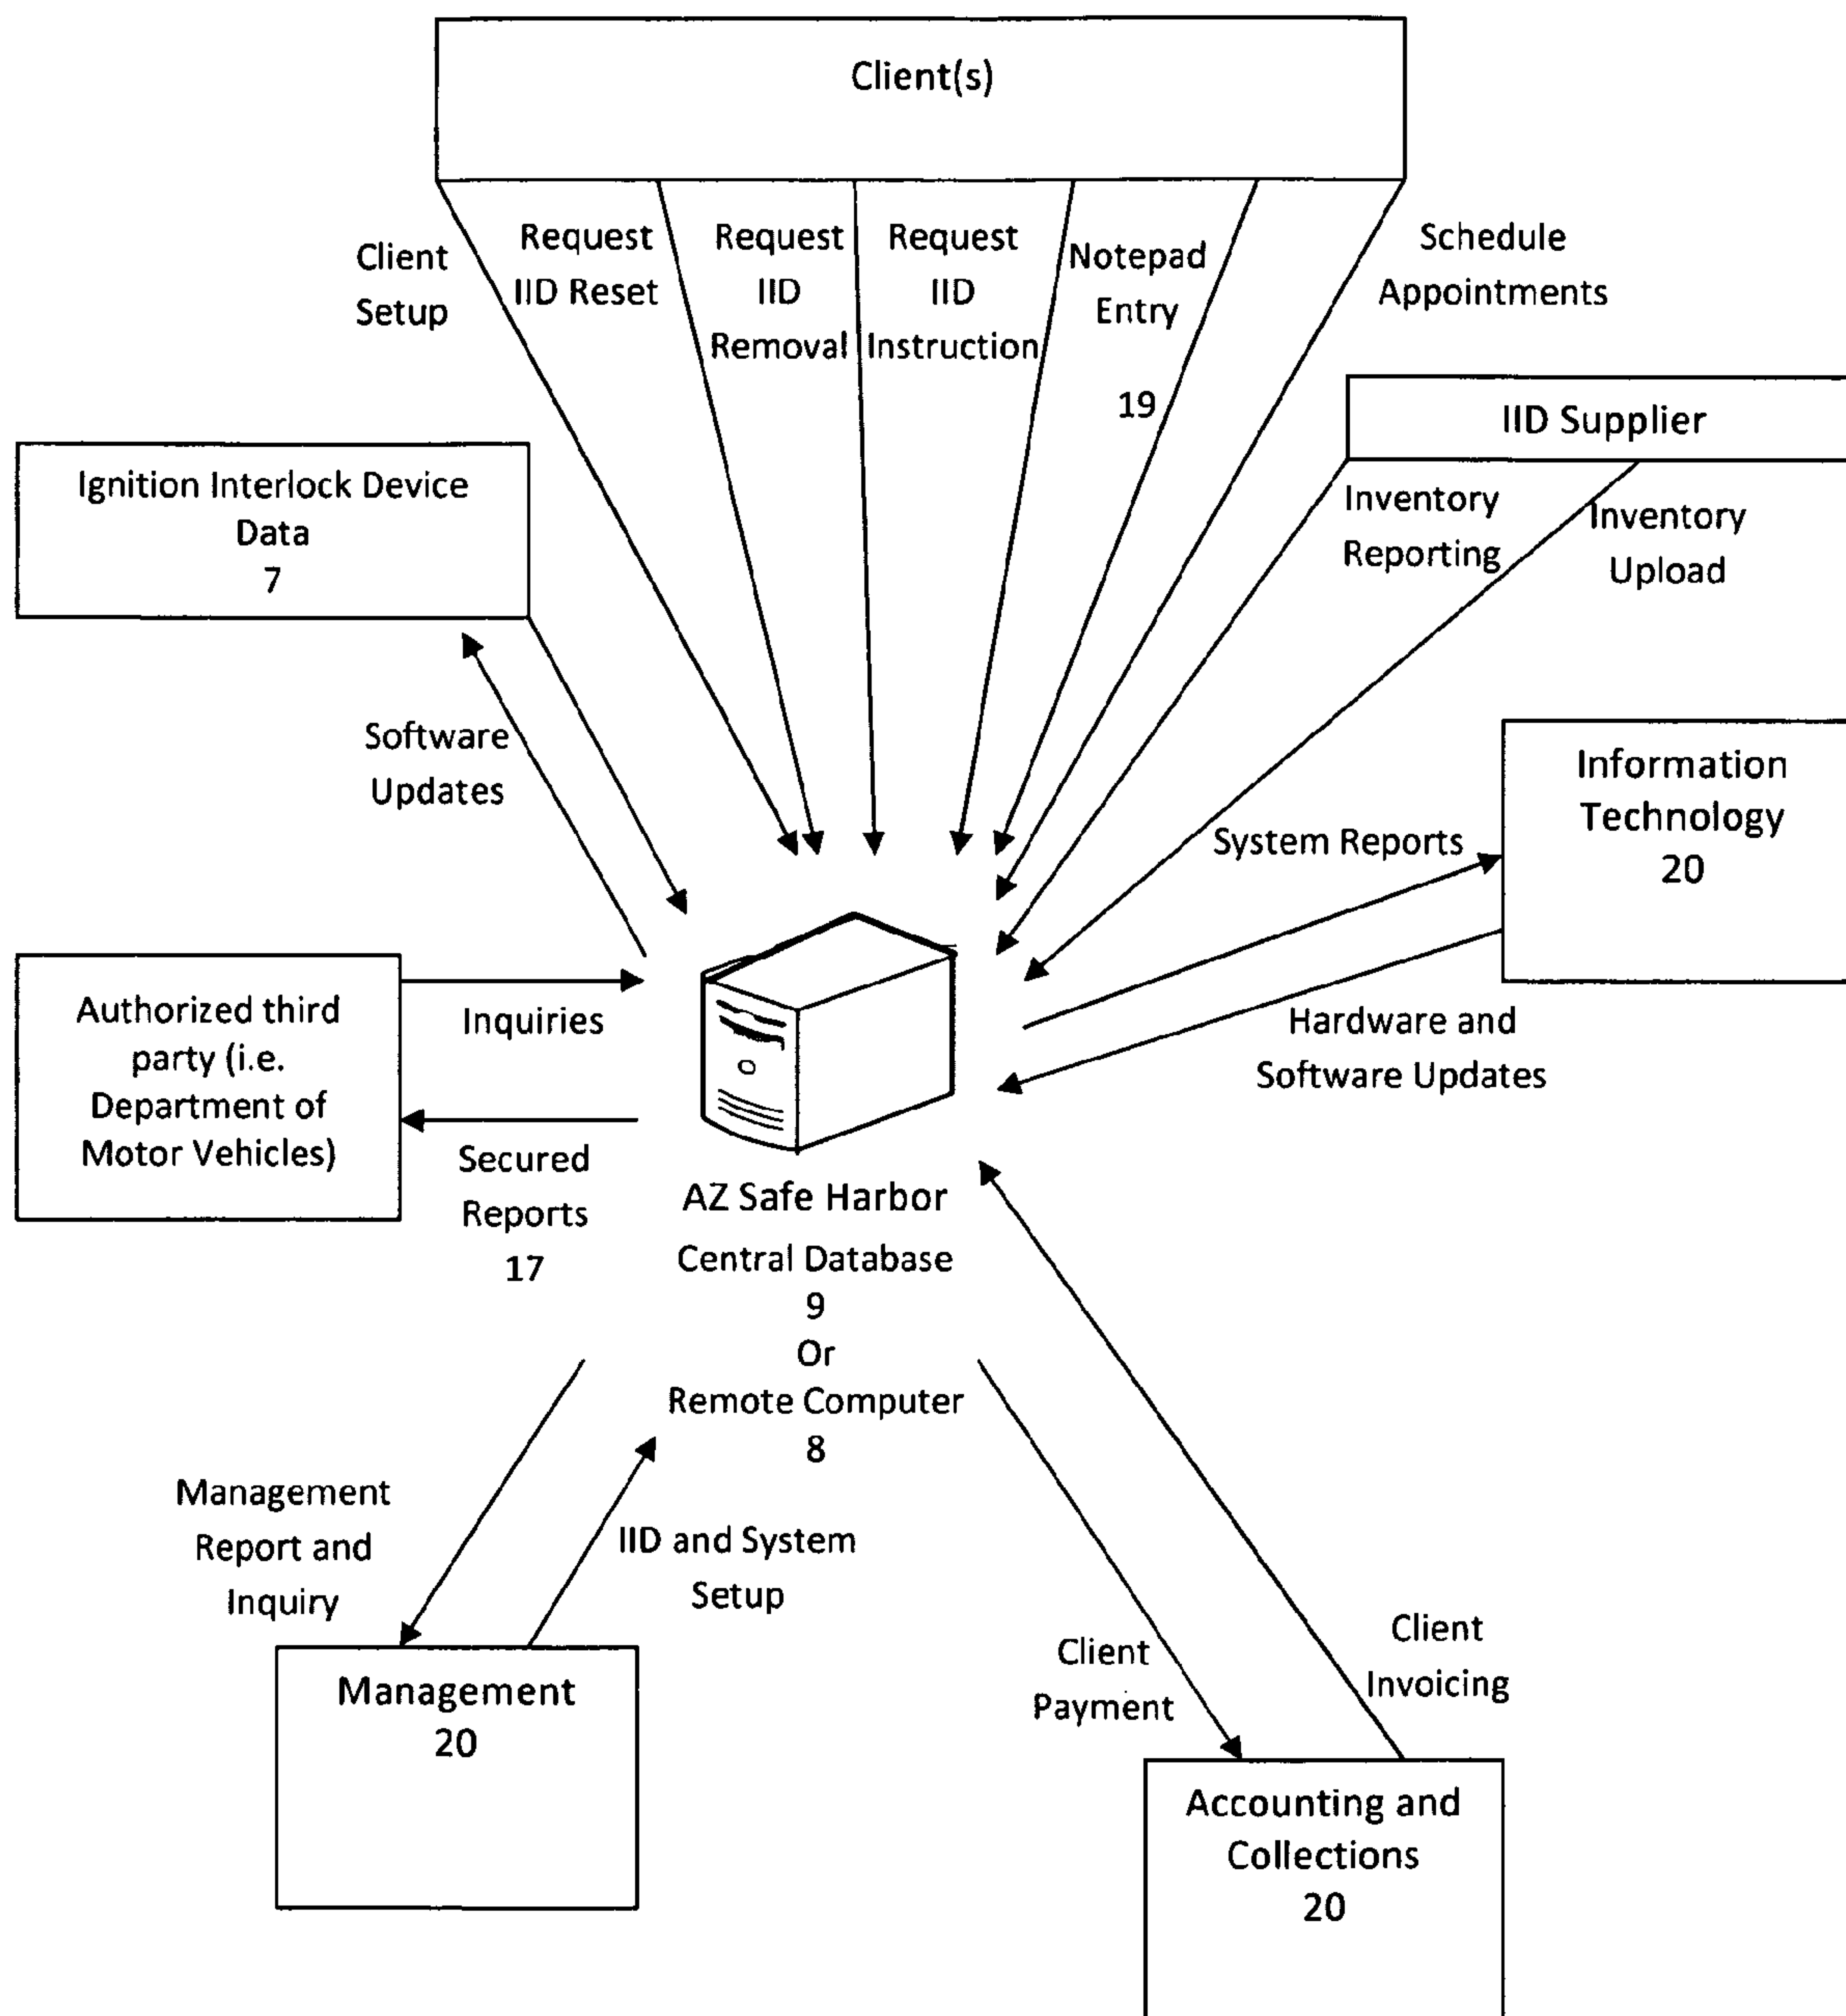 Client(s)
Client
Setup
Request
IID Reset
Request
IID
Removal
Request
IID
Instruction
Notepad
Entry
19
Schedule
Appointments
IID Supplier
Inventory
Reporting
Inventory
Upload
Ignition Interlock Device
Data
7
Software
Updates
Information
Technology
20
System Reports
Hardware and
Software Updates
Authorized third
party (i.e.
Department of
Motor Vehicles)
Inquiries
Secured
Reports
17
AZ Safe Harbor
Central Database
9
Or
Remote Computer
8
Management
Report and
Inquiry
IID and System
Setup
Management
20
Client
Payment
Client
Invoicing
Accounting and
Collections
20